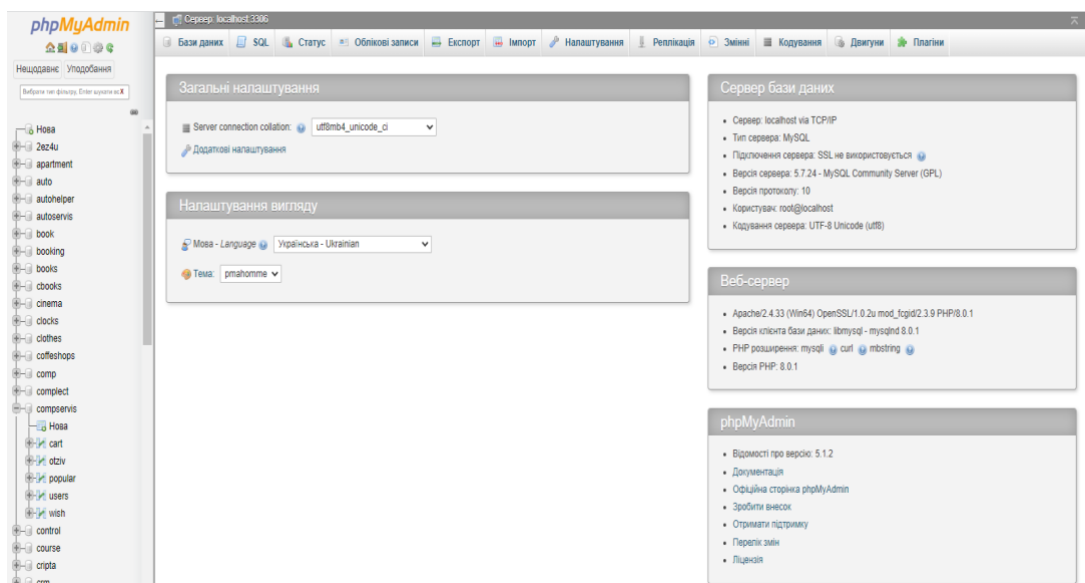 phpMyAdmin
Нещодавнє Уподобання
X
Нова
2ez4u
apartment
auto
autohelper
autoservis
book
booking
books
cbooks
cinema
clocks
clothes
coffeshops
comp
complect
compservis
Нова
cart
otziv
popular
users
wish
control
course
cripta
crm
Сервер: localhost:3306
Бази даних SQL Статус Облікові записи Експорт Імпорт Налаштування Реплікація Змінні Кодування Двигуни Плагіни
Загальні налаштування
Server connection collation: utf8mb4_unicode_ci
Додаткові налаштування
Налаштування вигляду
Мова - Language Українська - Ukrainian
Тема: pmahomme
Сервер бази даних
Сервер: localhost via TCP/IP
Тип сервера: MySQL
Підключення сервера: SSL не використовується
Версія сервера: 5.7.24 - MySQL Community Server (GPL)
Версія протоколу: 10
Користувач: root@localhost
Кодування сервера: UTF-8 Unicode (utf8)
Веб-сервер
Apache/2.4.33 (Win64) OpenSSL/1.0.2u mod_fcgid/2.3.9 PHP/8.0.1
Версія клієнта бази даних: libmysql - mysqlnd 8.0.1
PHP розширення: mysqli curl mbstring
Версія PHP: 8.0.1
phpMyAdmin
Відомості про версію: 5.1.2
Документація
Офіційна сторінка phpMyAdmin
Зробити внесок
Отримати підтримку
Перелік змін
Ліцензія